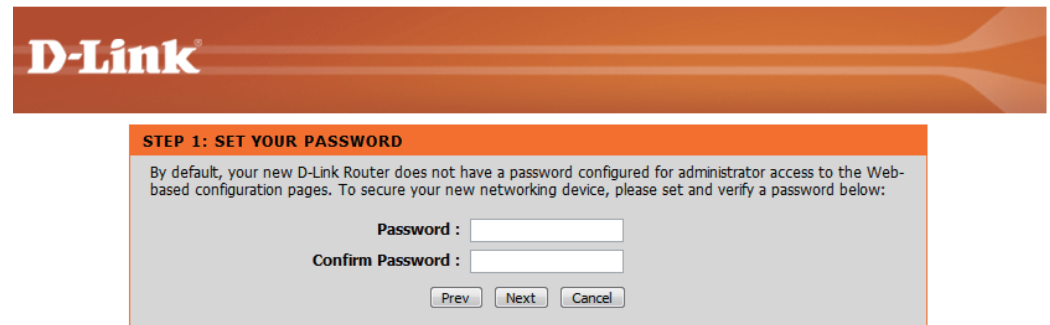 D-Link®
STEP 1: SET YOUR PASSWORD
By default, your new D-Link Router does not have a password configured for administrator access to the Web-
based configuration pages. To secure your new networking device, please set and verify a password below:
Password :
Confirm Password :
Prev Next Cancel